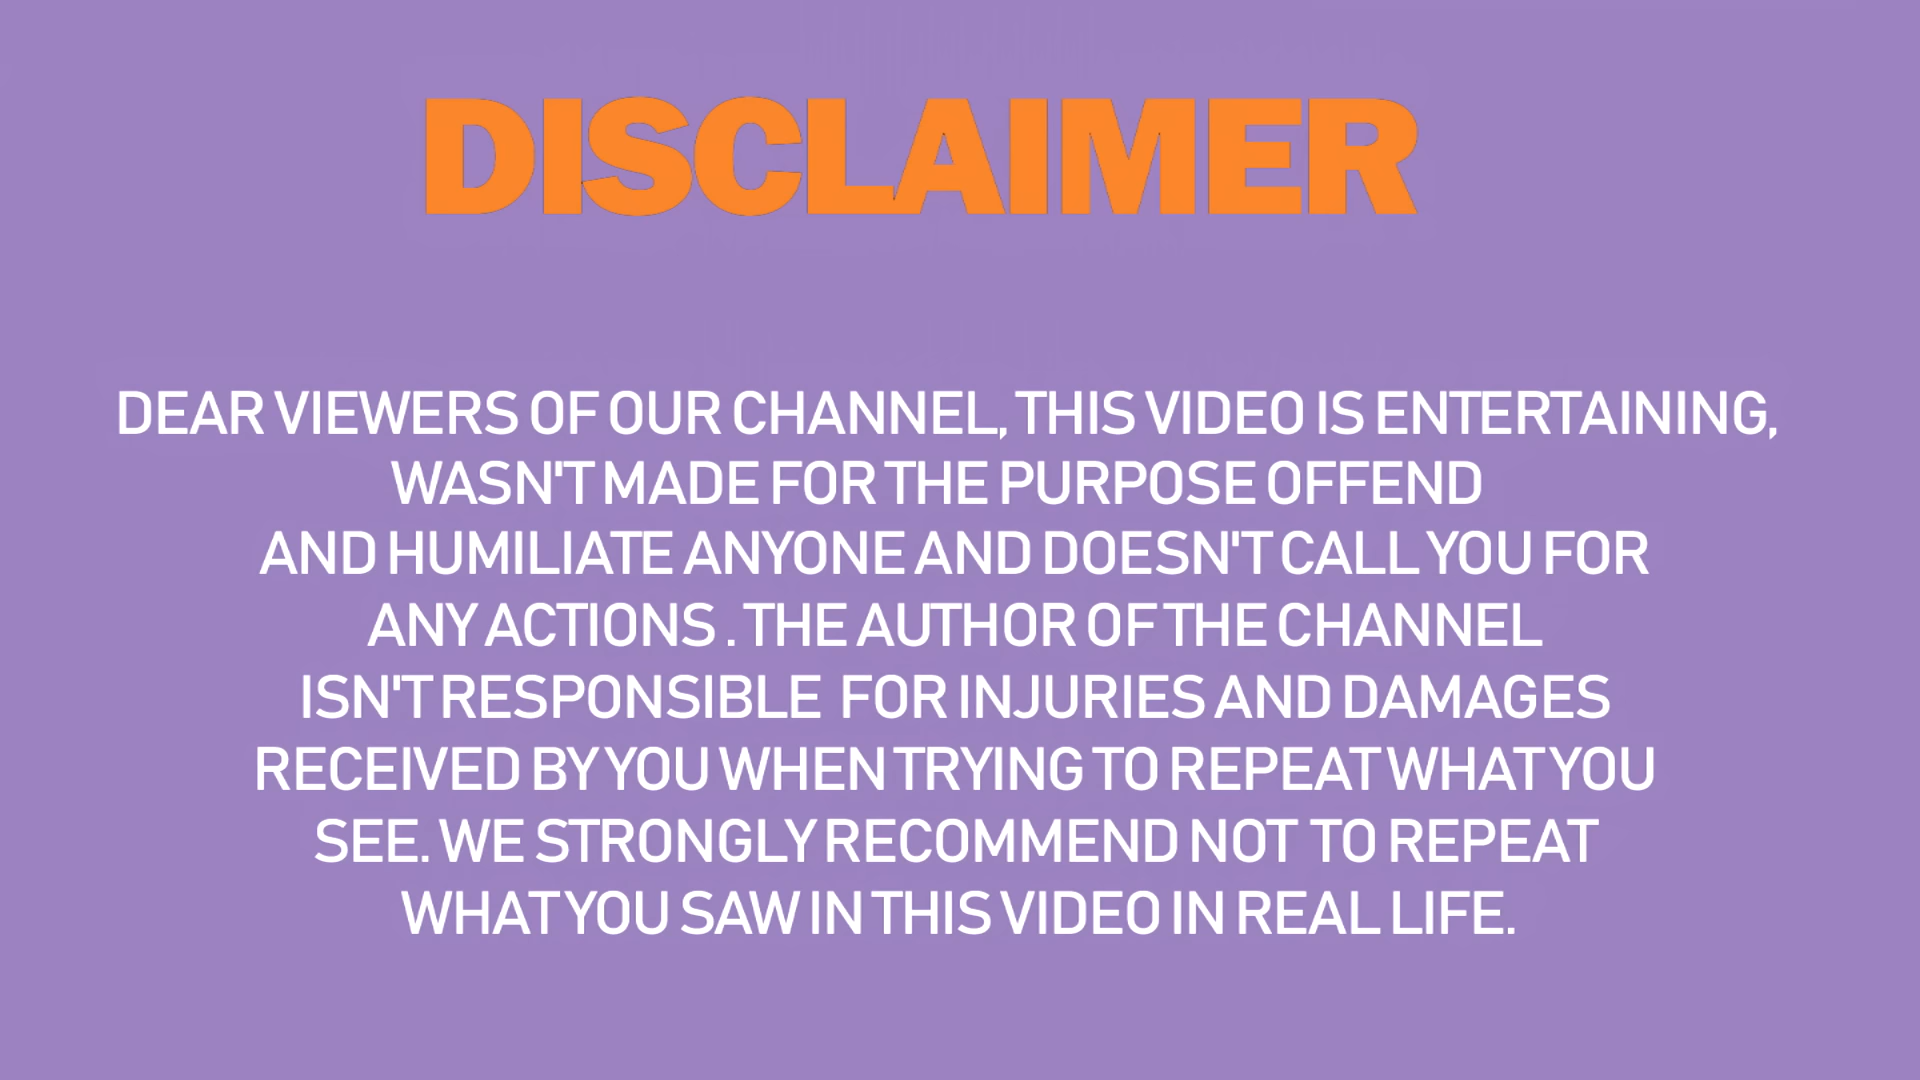 DISCLAIMER
DEAR VIEWERS OF OUR CHANNEL, THIS VIDEO IS ENTERTAINING,
WASN'T MADE FOR THE PURPOSE OFFEND
AND HUMILIATE ANYONE AND DOESN'T CALL YOU FOR
ANY ACTIONS . THE AUTHOR OF THE CHANNEL
ISN'T RESPONSIBLE FOR INJURIES AND DAMAGES
RECEIVED BY YOU WHEN TRYING TO REPEAT WHAT YOU
SEE. WE STRONGLY RECOMMEND NOT TO REPEAT
WHAT YOU SAW IN THIS VIDEO IN REAL LIFE.